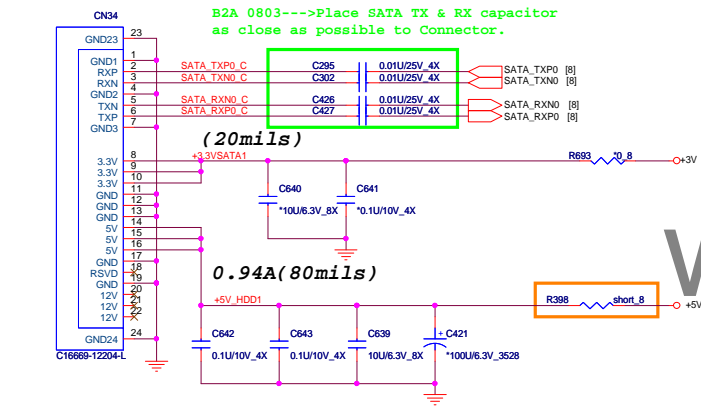 B2A 0803--->Place SATA TX & RX capacitor
as close as possible to Connector.
CN34
GND23 23
GND1 1
RXP 2 SATA_TXP0_C C295 0.01U/25V_4X SATA_TXP0 [8]
RXN 3 SATA_TXN0_C C302 0.01U/25V_4X SATA_TXN0 [8]
GND2 4
TXN 5 SATA_RXN0_C C426 0.01U/25V_4X SATA_RXN0 [8]
TXP 6 SATA_RXP0_C C427 0.01U/25V_4X SATA_RXP0 [8]
GND3 7
(20mils)
3.3V 8 +3.3VSATA1 R693 *0_8 +3V
3.3V 9
3.3V 10
GND 11
GND 12
GND 13
5V 14
5V 15
5V 16
GND 17
RSVD 18
GND 19
12V 20
12V 21
12V 22
GND24 24
C16669-12204-L
C640
*10U/6.3V_8X
C641
*0.1U/10V_4X
0.94A(80mils)
+5V_HDD1 R398 short_8 +5V
C642
0.1U/10V_4X
C643
0.1U/10V_4X
C639
10U/6.3V_8X
+ C421
*100U/6.3V_3528